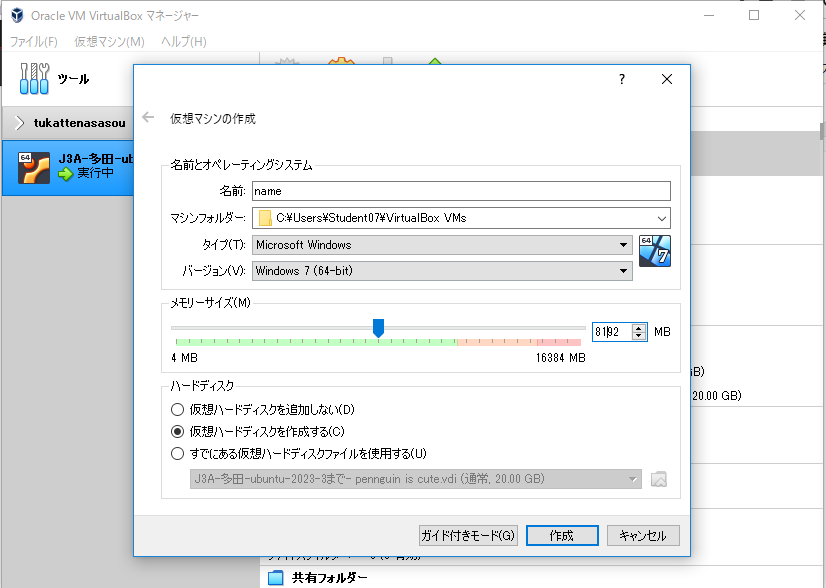 Oracle VM VirtualBox マネージャー
ファイル(F) 仮想マシン(M) ヘルプ(H)
ツール
tukattenasasou
64
J3A-多田-ub
実行中
?
仮想マシンの作成
名前とオペレーティングシステム
名前: name
マシンフォルダー: C:¥Users¥Student07¥VirtualBox VMs
タイプ(T): Microsoft Windows
64
7
バージョン(V): Windows 7 (64-bit)
メモリーサイズ(M)
8192 MB
4 MB 16384 MB
ハードディスク
仮想ハードディスクを追加しない(D)
仮想ハードディスクを作成する(C)
すでにある仮想ハードディスクファイルを使用する(U)
J3A-多田-ubuntu-2023-3まで- pennguin is cute.vdi (通常, 20.00 GB)
ガイド付きモード(G) 作成 キャンセル
B)
20.00 GB)
共有フォルダー